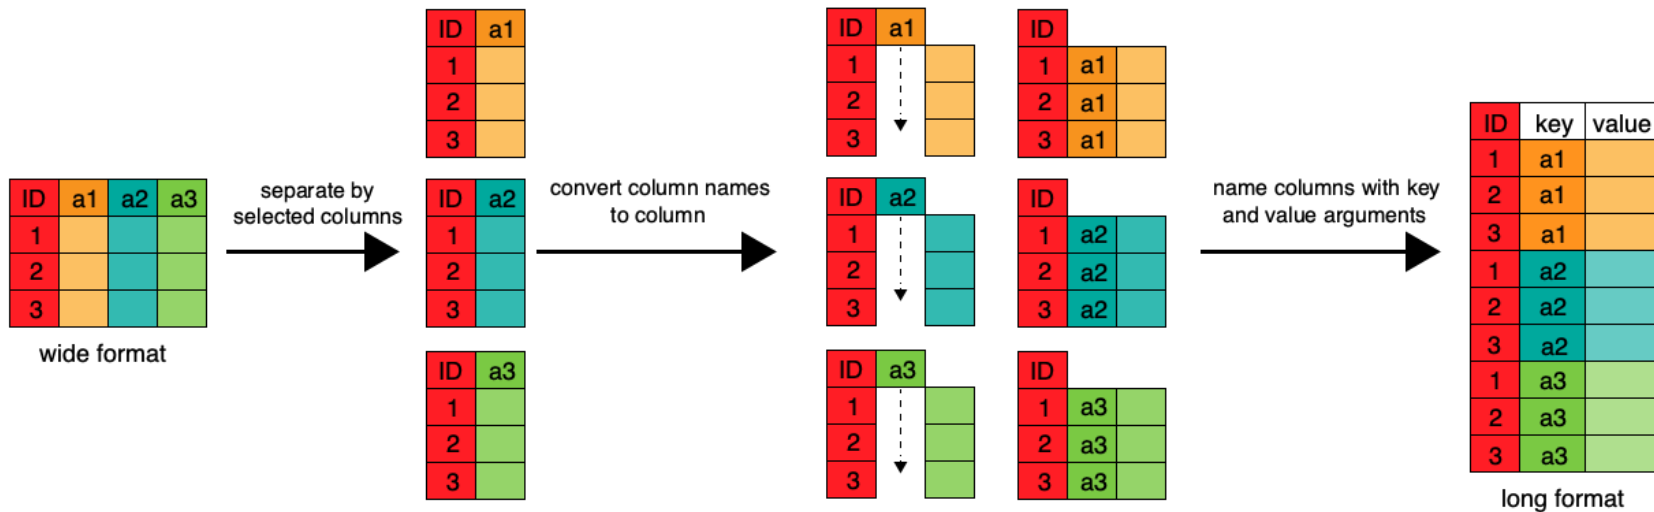 ID a1 a2 a3
1
2
3
wide format
separate by
selected columns
ID a1
1
2
3
ID a2
1
2
3
ID a3
1
2
3
convert column names
to column
ID a1
1
2
3
ID a2
1
2
3
ID a3
1
2
3
ID
1 a1
2 a1
3 a1
ID
1 a2
2 a2
3 a2
ID
1 a3
2 a3
3 a3
name columns with key
and value arguments
ID key value
1 a1
2 a1
3 a1
1 a2
2 a2
3 a2
1 a3
2 a3
3 a3
long format